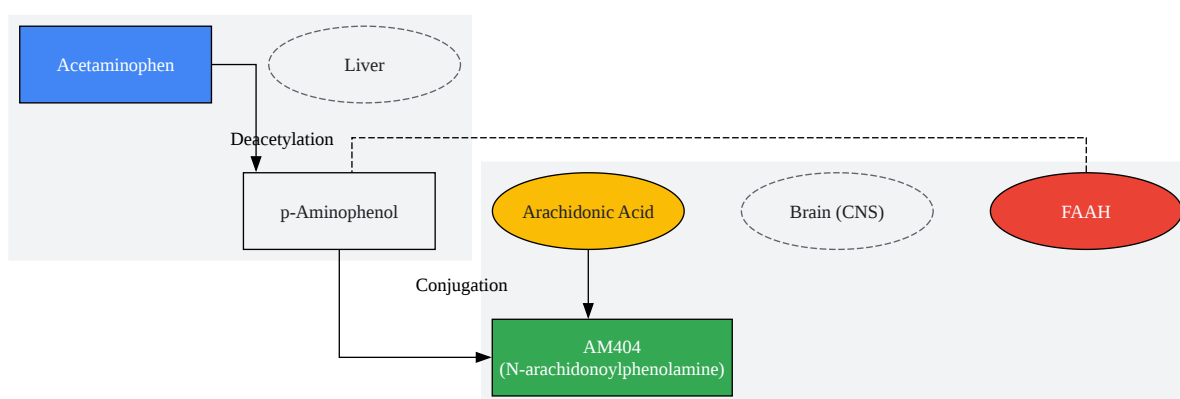 Acetaminophen
Liver
Deacetylation
p-Aminophenol
Arachidonic Acid
Brain (CNS)
FAAH
Conjugation
AM404
(N-arachidonoylphenolamine)